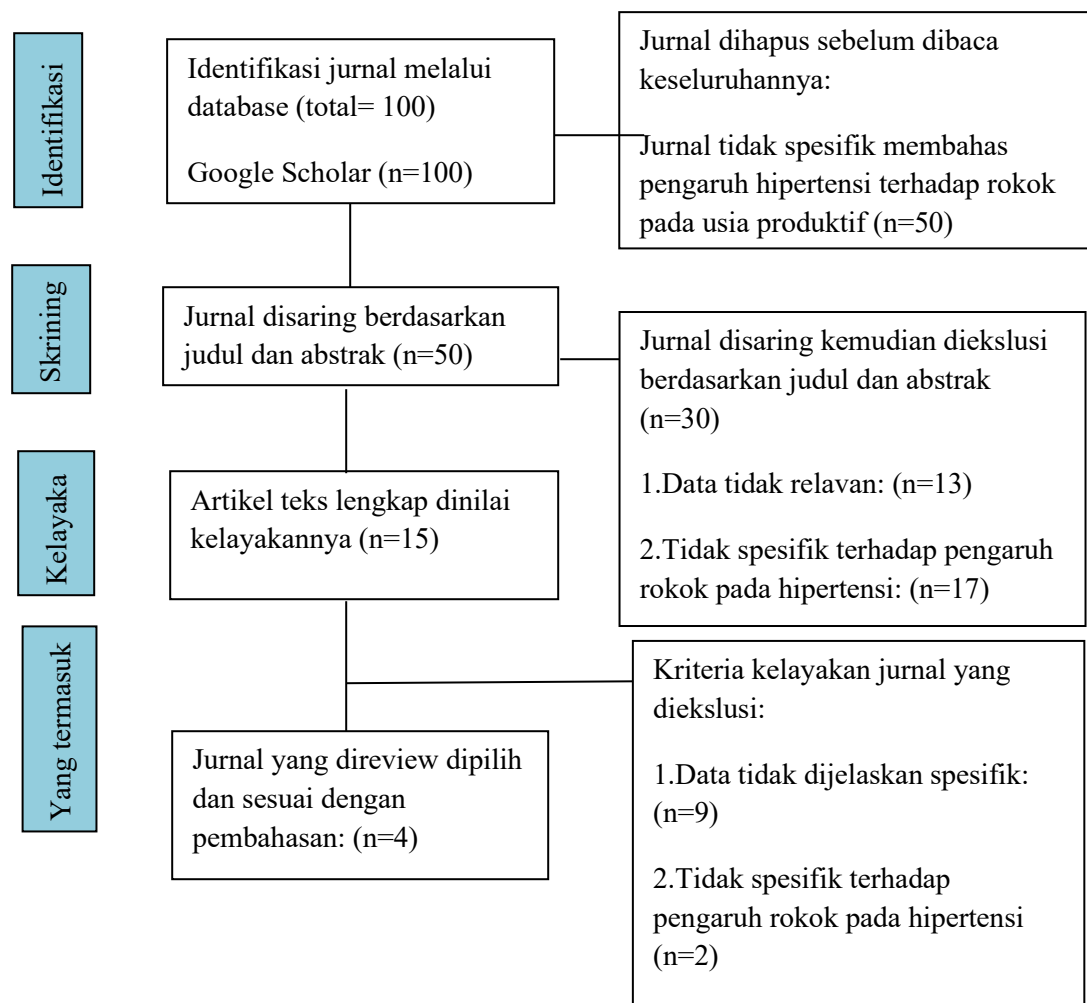 Identifikasi
Identifikasi jurnal melalui
database (total= 100)
Google Scholar (n=100)
Jurnal dihapus sebelum dibaca
keseluruhannya:
Jurnal tidak spesifik membahas
pengaruh hipertensi terhadap rokok
pada usia produktif (n=50)
Skrining
Jurnal disaring berdasarkan
judul dan abstrak (n=50)
Jurnal disaring kemudian diekslusi
berdasarkan judul dan abstrak
(n=30)
1.Data tidak relavan: (n=13)
2.Tidak spesifik terhadap pengaruh
rokok pada hipertensi: (n=17)
Kelayaka
Artikel teks lengkap dinilai
kelayakannya (n=15)
Yang termasuk
Jurnal yang direview dipilih
dan sesuai dengan
pembahasan: (n=4)
Kriteria kelayakan jurnal yang
diekslusi:
1.Data tidak dijelaskan spesifik:
(n=9)
2.Tidak spesifik terhadap
pengaruh rokok pada hipertensi
(n=2)